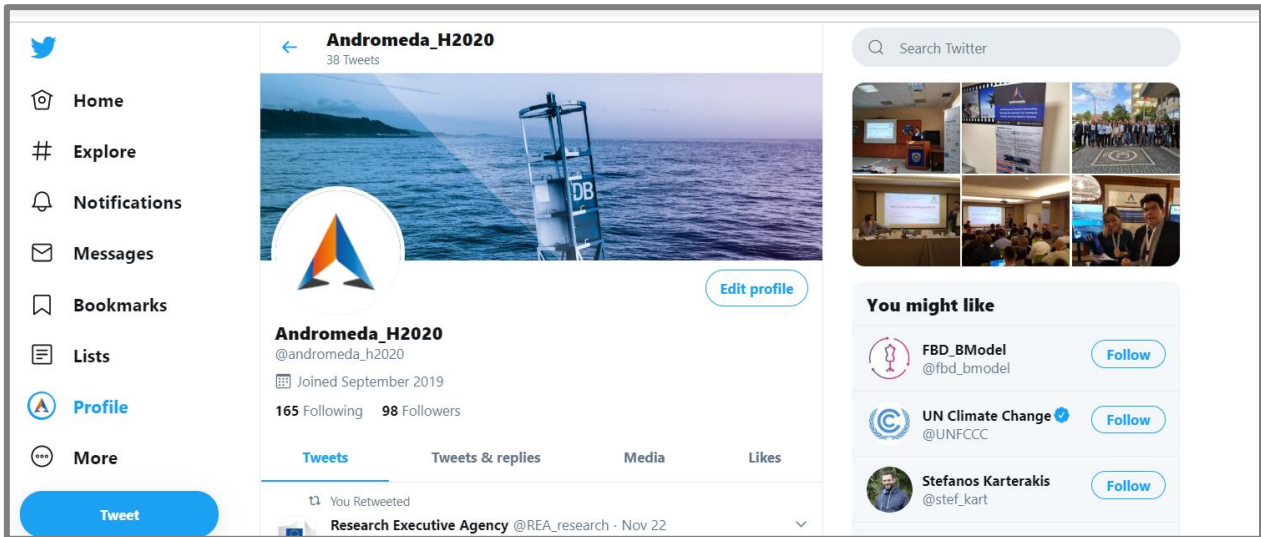 Home
Explore
Notifications
Messages
Bookmarks
Lists
Profile
More
Tweet
Andromeda_H2020
38 Tweets
DB
Edit profile
Andromeda_H2020
@andromeda_h2020
Joined September 2019
165 Following 98 Followers
Tweets Tweets & replies Media Likes
You Retweeted
Research Executive Agency @REA_research · Nov 22
Search Twitter
andromeda
You might like
FBD_BModel
@fbd_bmodel
Follow
UN Climate Change
@UNFCCC
Follow
Stefanos Karterakis
@stef_kart
Follow